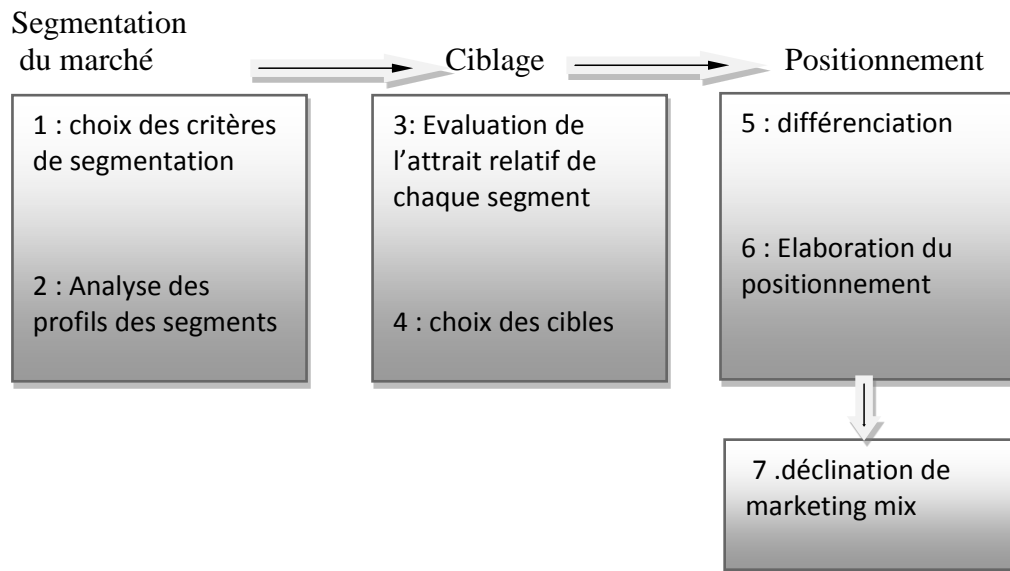 Segmentation
du marché
Ciblage
Positionnement
1 : choix des critères
de segmentation
2 : Analyse des
profils des segments
3: Evaluation de
l’attrait relatif de
chaque segment
4 : choix des cibles
5 : différenciation
6 : Elaboration du
positionnement
7 .déclination de
marketing mix